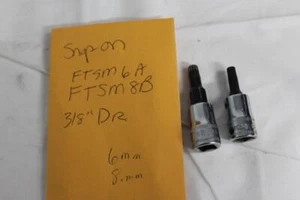 Snap on
FTSM6A
FTSM8B
3/8" DR
6mm
8mm